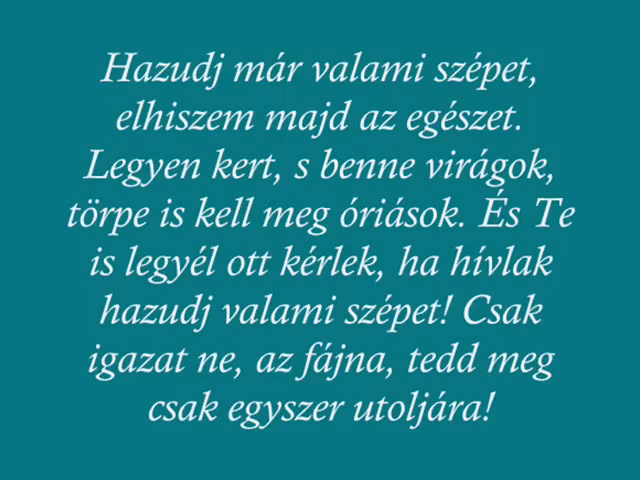 Hazudj már valami szépet,
elhiszem majd az egészet.
Legyen kert, s benne virágok,
törpe is kell meg óriások. És Te
is legyél ott kérlek, ha hívlak
hazudj valami szépet! Csak
igazat ne, az fájna, tedd meg
csak egyszer utoljára!